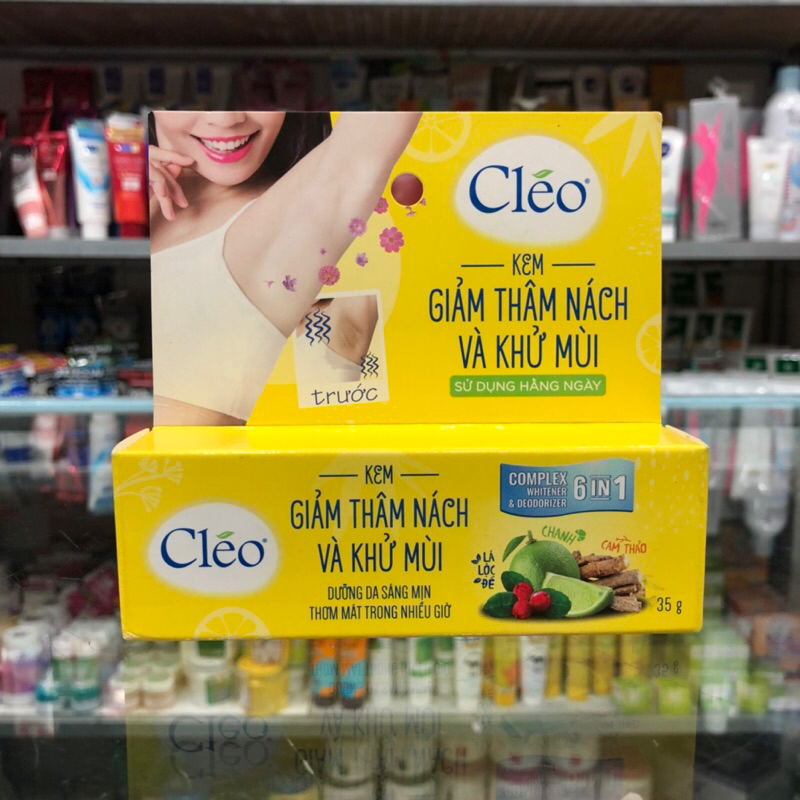 Cléo®
KEM
GIẢM THÂM NÁCH
VÀ KHỬ MÙI
SỬ DỤNG HẰNG NGÀY
trước
KEM
GIẢM THÂM NÁCH
VÀ KHỬ MÙI
DƯỠNG DA SÁNG MỊN
THƠM MÁT TRONG NHIỀU GIỜ
Cléo®
COMPLEX
WHITENER
& DEODORIZER
6 IN 1
CHANH
CAM THẢO
LÁ
LỘC
ĐỀ
35 g